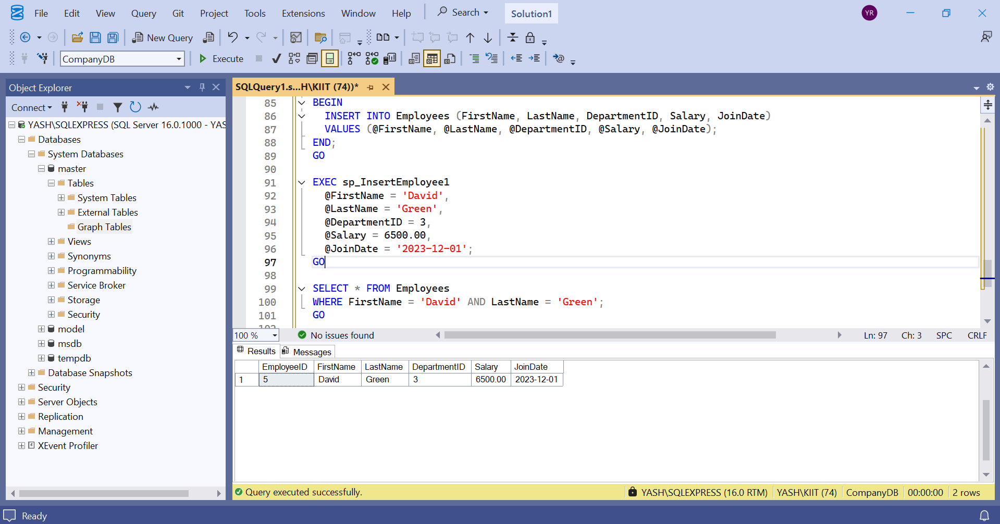 File Edit View Query Git Project Tools Extensions Window Help Search Solution1 YR
New Query
CompanyDB Execute
Object Explorer
Connect
YASH\SQLEXPRESS (SQL Server 16.0.1000 - YAS
Databases
System Databases
master
Tables
System Tables
External Tables
Graph Tables
Views
Synonyms
Programmability
Service Broker
Storage
Security
model
msdb
tempdb
Database Snapshots
Security
Server Objects
Replication
Management
XEvent Profiler
SQLQuery1.s...H\KIIT (74))*
85 BEGIN
86 INSERT INTO Employees (FirstName, LastName, DepartmentID, Salary, JoinDate)
87 VALUES (@FirstName, @LastName, @DepartmentID, @Salary, @JoinDate);
88 END;
89 GO
90
91 EXEC sp_InsertEmployee1
92 @FirstName = 'David',
93 @LastName = 'Green',
94 @DepartmentID = 3,
95 @Salary = 6500.00,
96 @JoinDate = '2023-12-01';
97 GO
98
99 SELECT * FROM Employees
100 WHERE FirstName = 'David' AND LastName = 'Green';
101 GO
102
100 % No issues found Ln: 97 Ch: 3 SPC CRLF
Results Messages
EmployeeID FirstName LastName DepartmentID Salary JoinDate
1 5 David Green 3 6500.00 2023-12-01
Query executed successfully. YASH\SQLEXPRESS (16.0 RTM) YASH\KIIT (74) CompanyDB 00:00:00 2 rows
Ready